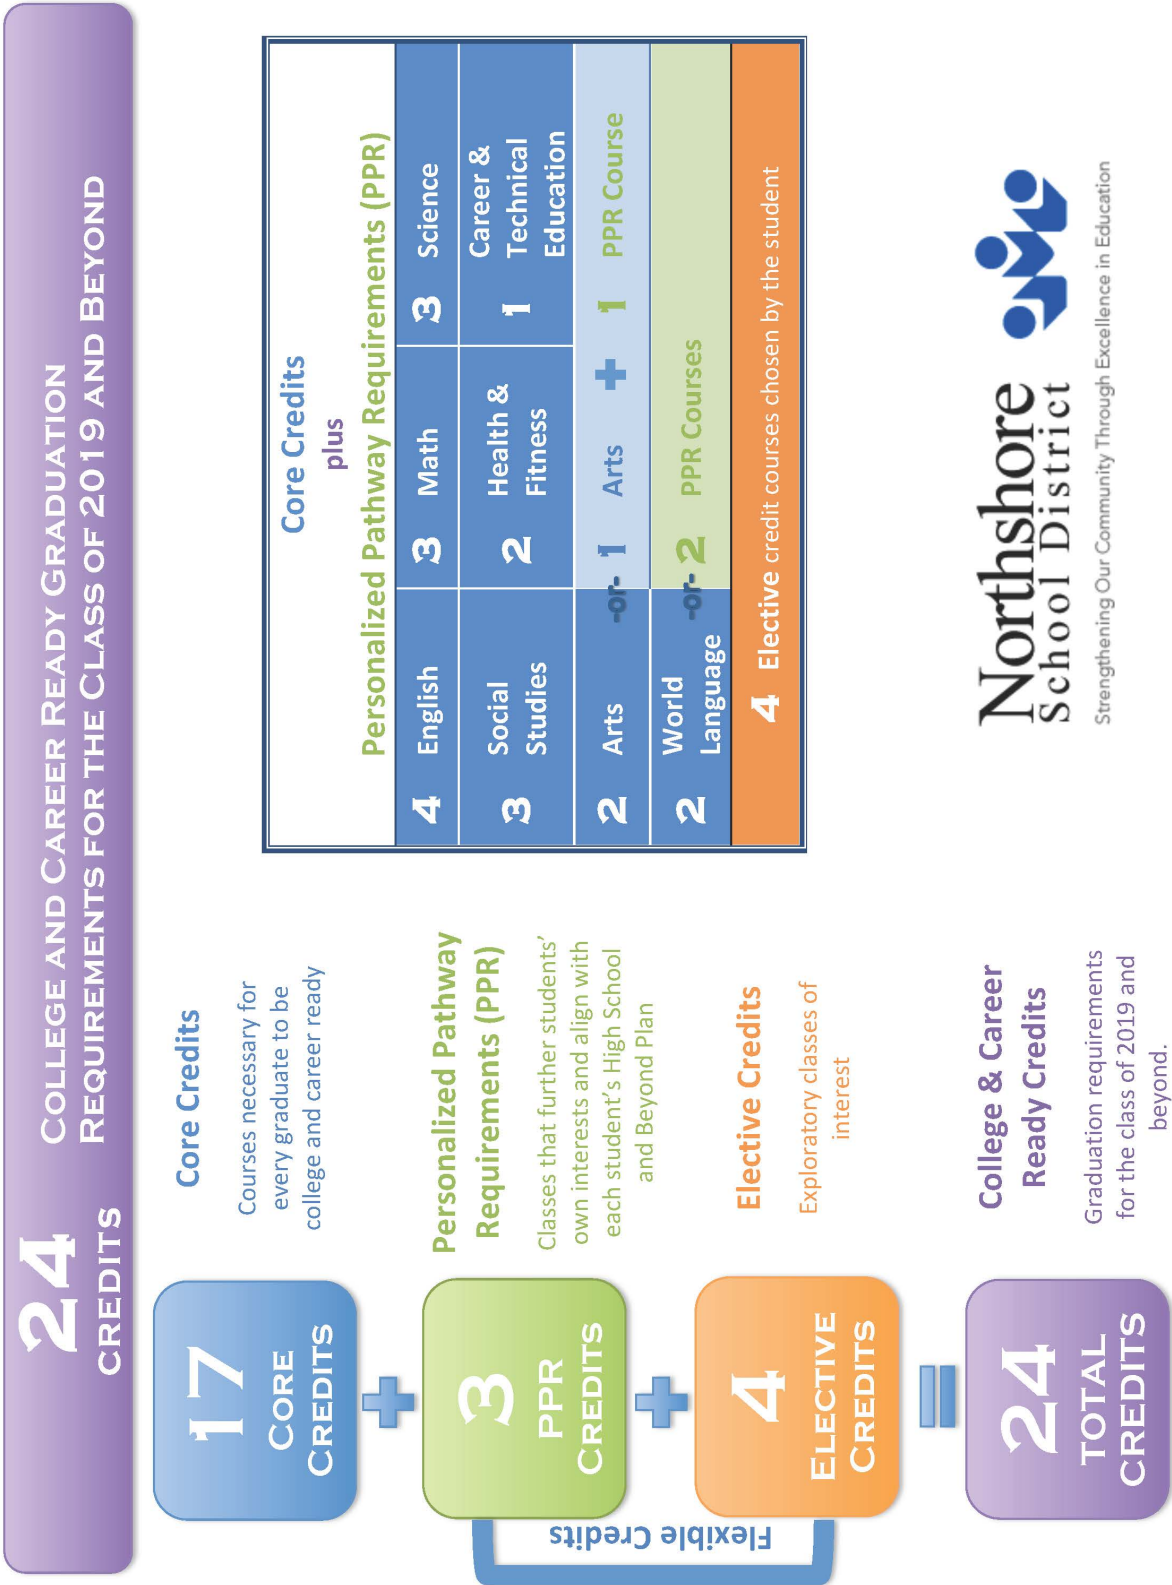 24
CREDITS
COLLEGE AND CAREER READY GRADUATION
REQUIREMENTS FOR THE CLASS OF 2019 AND BEYOND
17
CORE
CREDITS
Core Credits
Courses necessary for
every graduate to be
college and career ready
3
PPR
CREDITS
Personalized Pathway
Requirements (PPR)
Classes that further students’
own interests and align with
each student’s High School
and Beyond Plan
4
ELECTIVE
CREDITS
Elective Credits
Exploratory classes of
interest
Flexible Credits
24
TOTAL
CREDITS
College & Career
Ready Credits
Graduation requirements
for the class of 2019 and
beyond.
Core Credits
plus
Personalized Pathway Requirements (PPR)
4 English 3 Math 3 Science
3 Social
Studies
2 Health &
Fitness
1 Career &
Technical
Education
2 Arts -or- 1 Arts + 1 PPR Course
2 World
Language
-or- 2 PPR Courses
4 Elective credit courses chosen by the student
Northshore
School District
Strengthening Our Community Through Excellence in Education